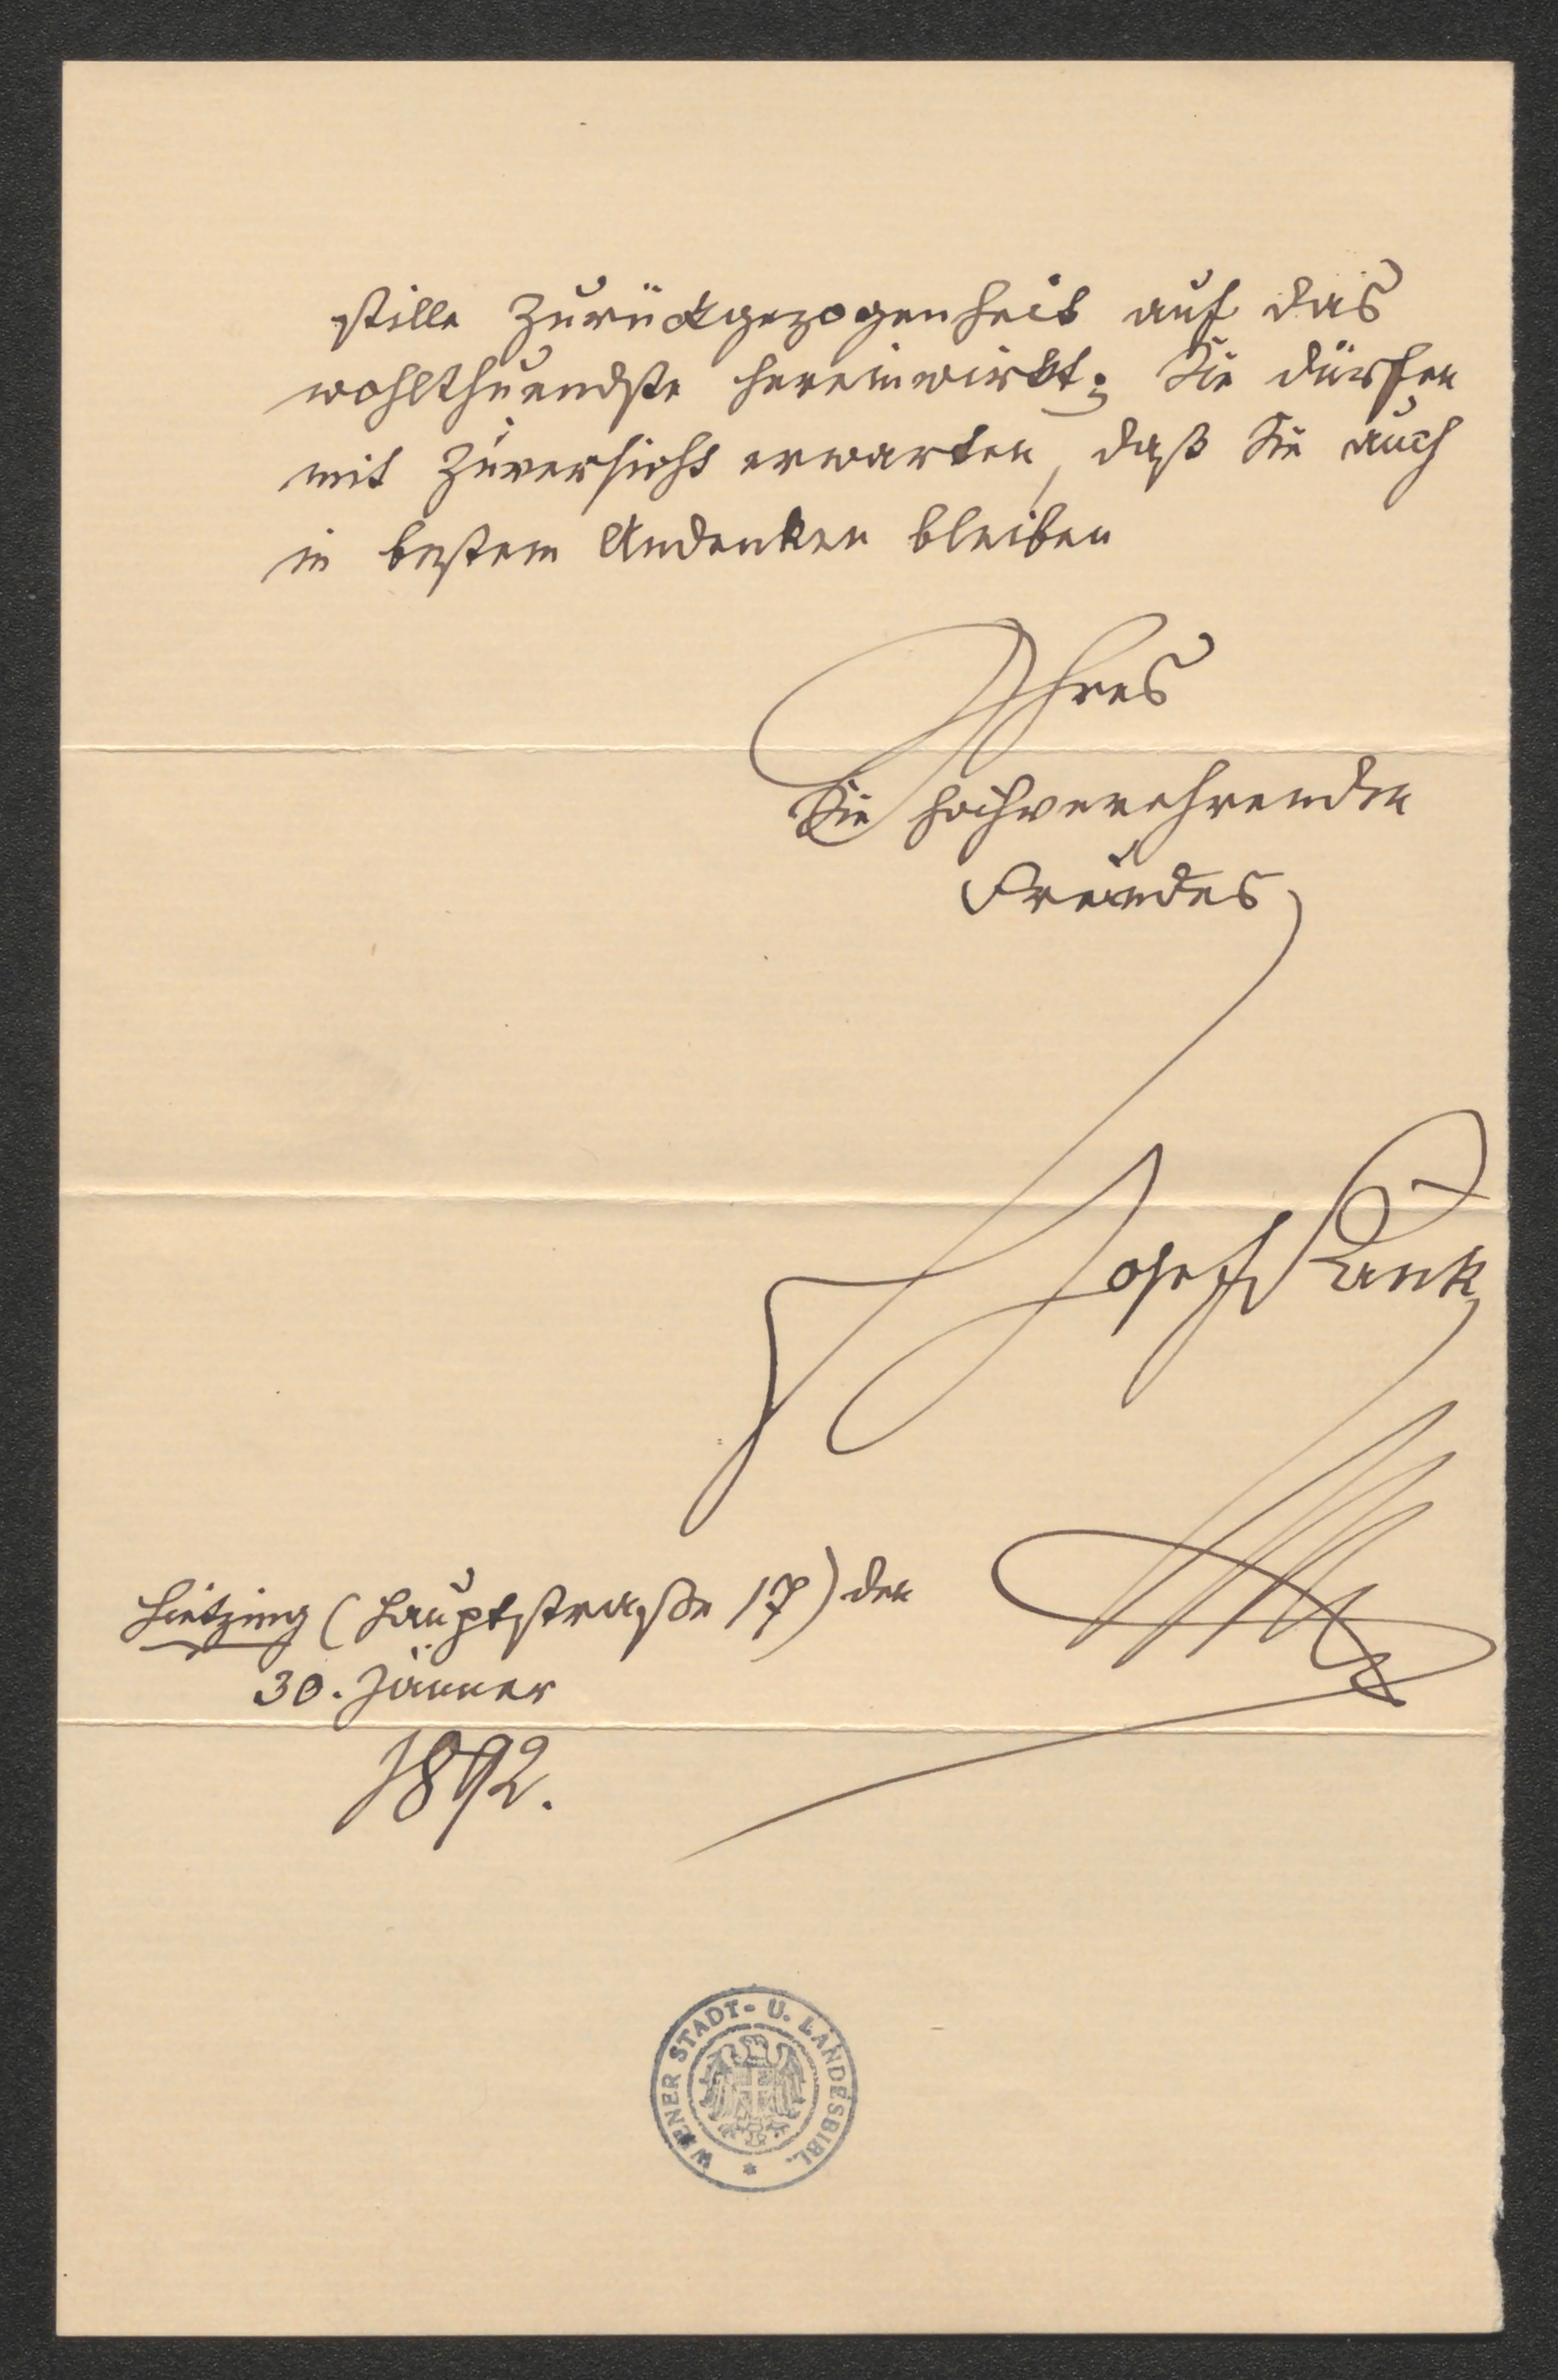 stille Zurückgezogenheit auf das
wohlthuendste hereinwirkt; Sie dürfen
mit Zuversicht erwarten, daß Sie auch
in bestem Andenken bleiben
Ihres
Sie hochverehrenden
Freundes
Josef Rank
Hietzing (Hauptstraße 17) den
30. Jänner
1892.
WIENER STADT- U. LANDESBIBL. *